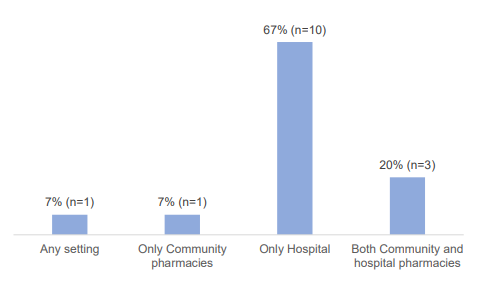 67% (n=10)
20% (n=3)
7% (n=1)
7% (n=1)
Any setting
Only Community
pharmacies
Only Hospital
Both Community and
hospital pharmacies